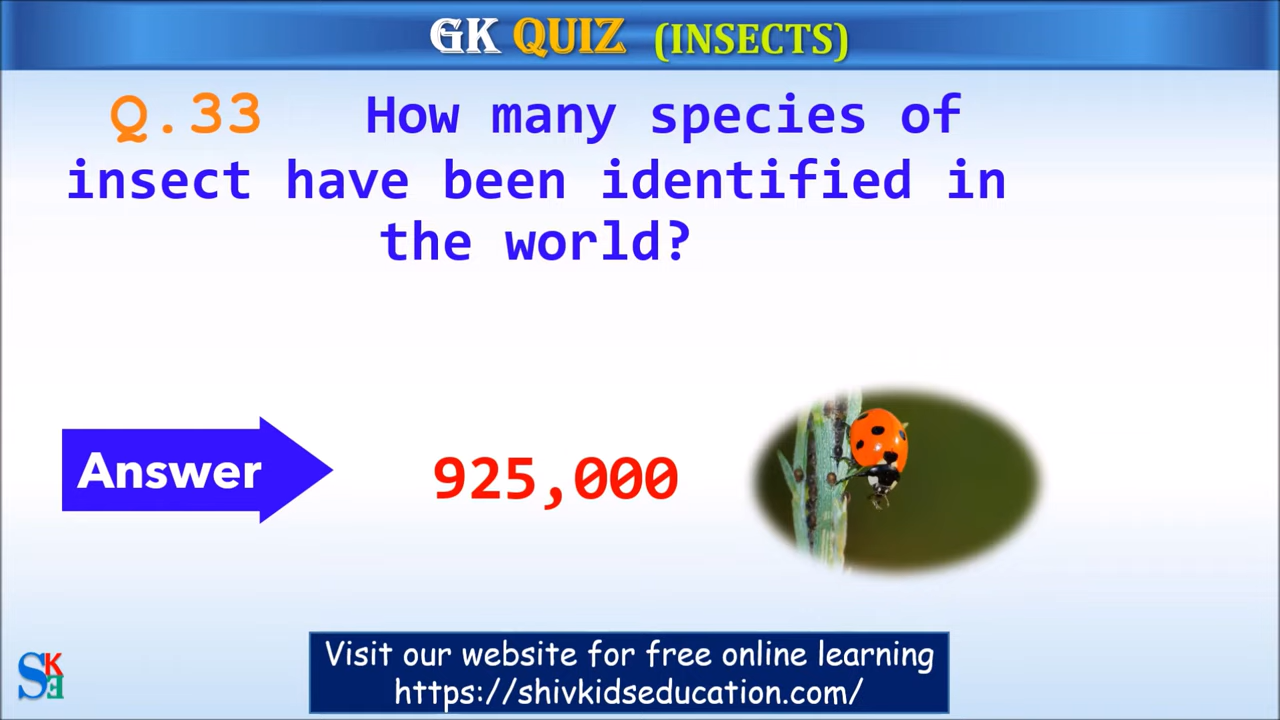 GK QUIZ (INSECTS)
Q.33 How many species of
insect have been identified in
the world?
Answer
925,000
Visit our website for free online learning
https://shivkidseducation.com/
SKE